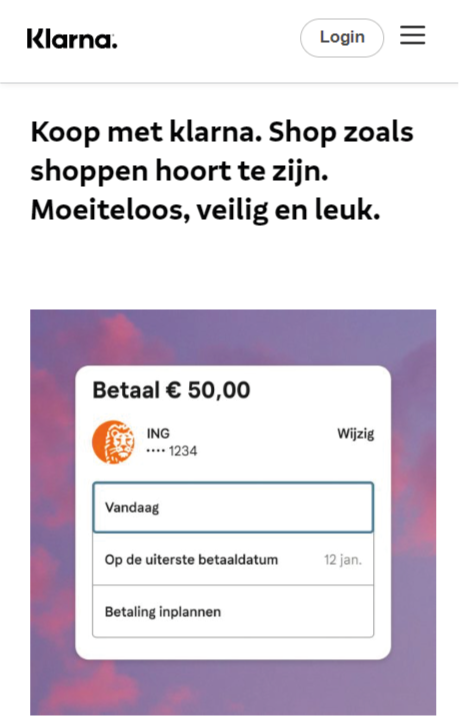 Klarna.
Login
Koop met klarna. Shop zoals
shoppen hoort te zijn.
Moeiteloos, veilig en leuk.
Betaal € 50,00
ING
Wijzig
•••• 1234
Vandaag
Op de uiterste betaaldatum 12 jan.
Betaling inplannen